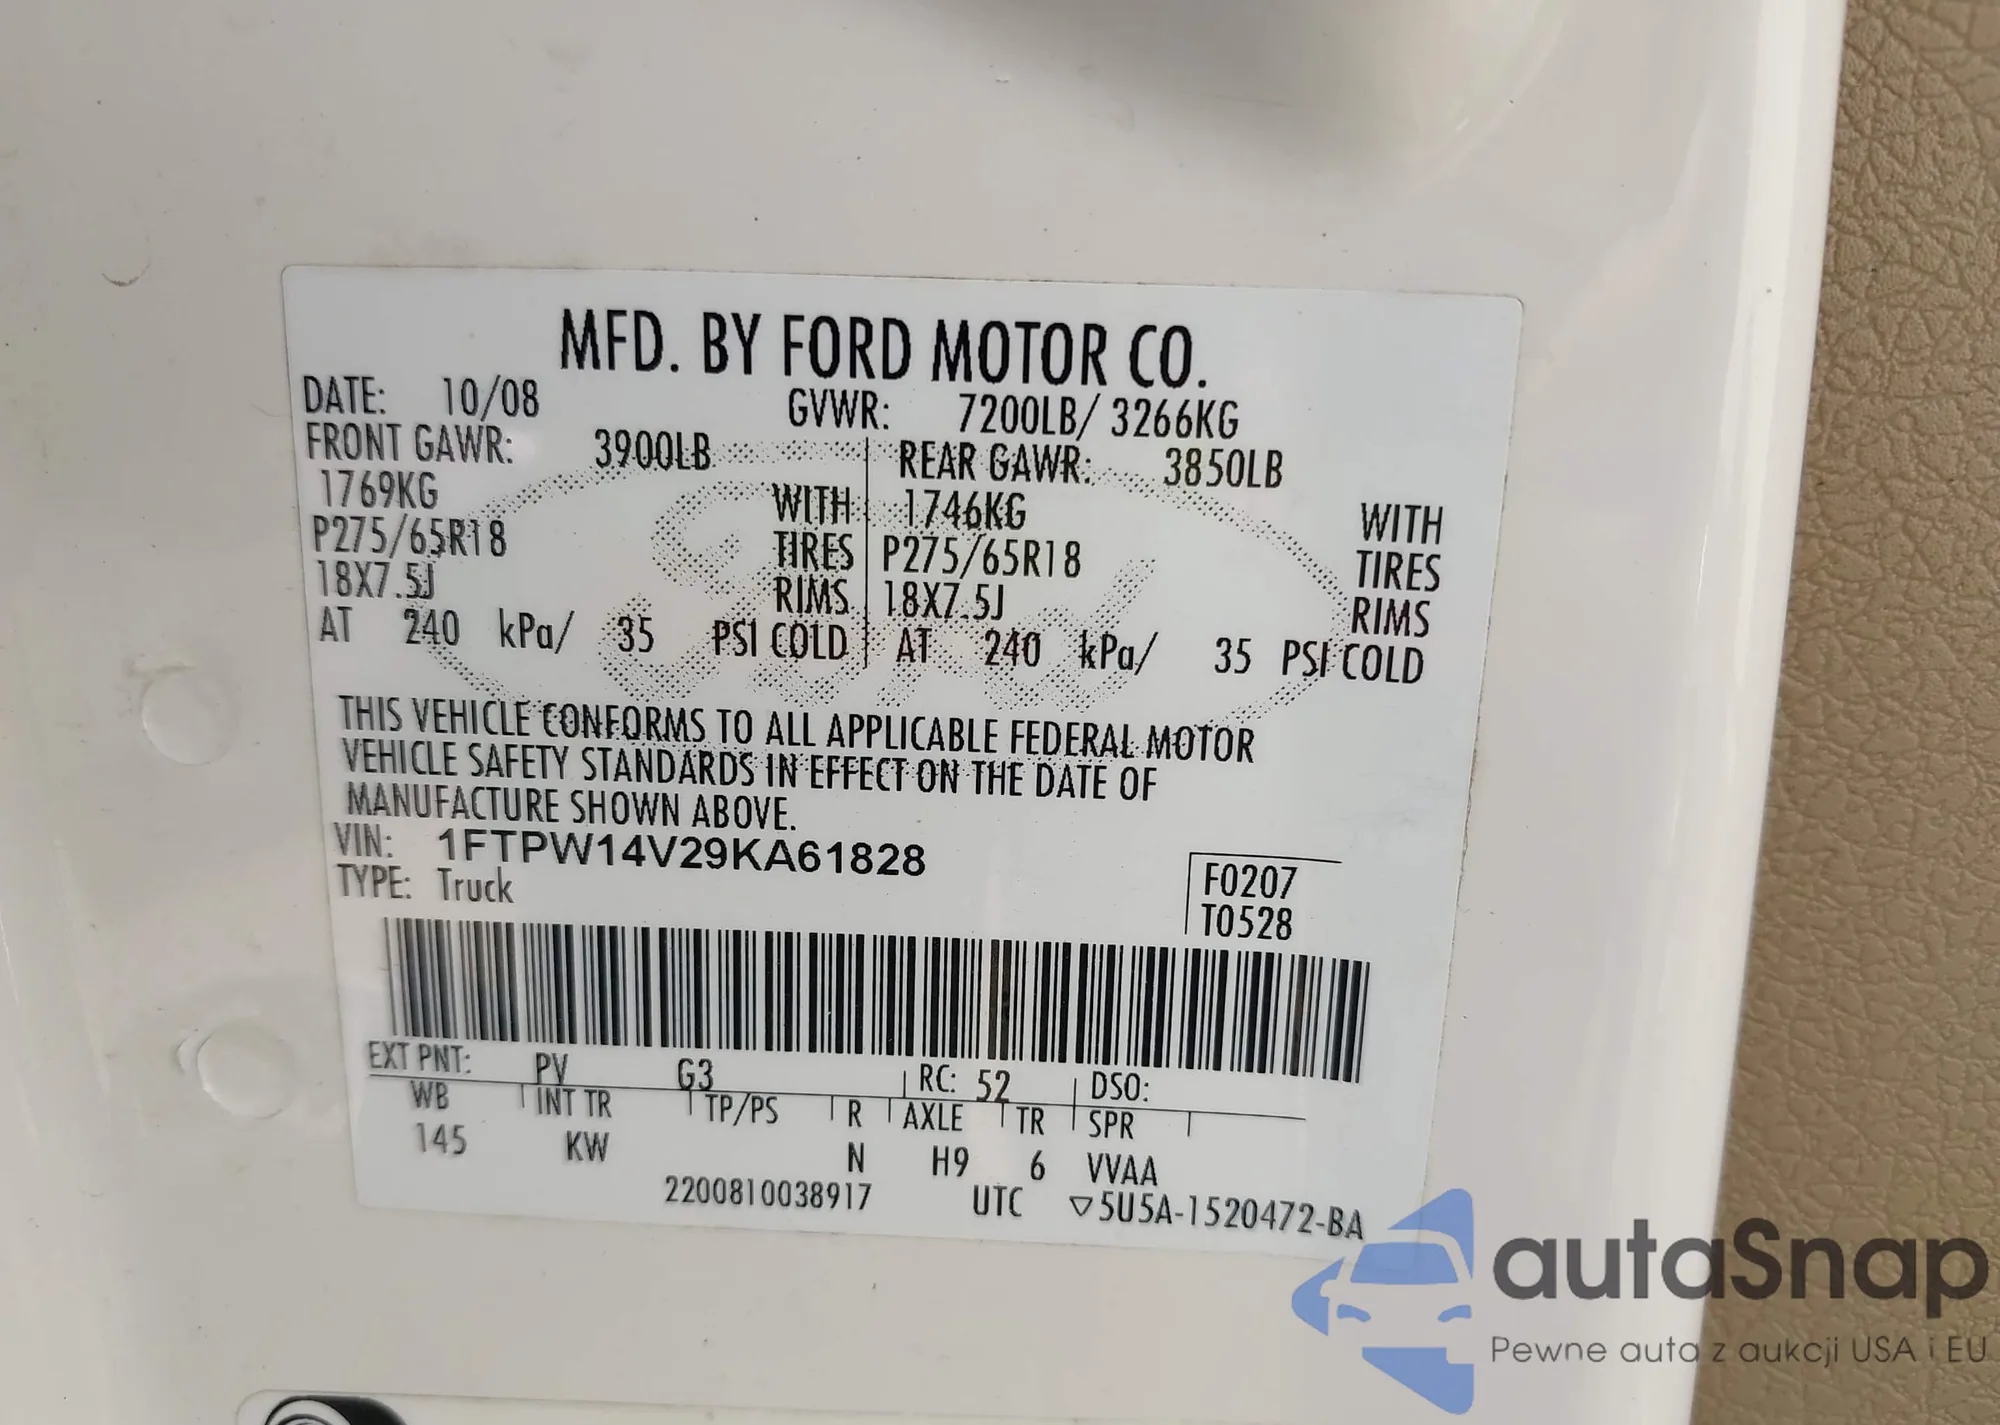 MFD. BY FORD MOTOR CO.
DATE: 10/08 GVWR: 7200LB/ 3266KG
FRONT GAWR: 3900LB REAR GAWR: 3850LB
1769KG WITH 1746KG WITH
P275/65R18 TIRES P275/65R18 TIRES
18X7.5J RIMS 18X7.5J RIMS
AT 240 kPa/ 35 PSI COLD AT 240 kPa/ 35 PSI COLD
THIS VEHICLE CONFORMS TO ALL APPLICABLE FEDERAL MOTOR
VEHICLE SAFETY STANDARDS IN EFFECT ON THE DATE OF
MANUFACTURE SHOWN ABOVE.
VIN: 1FTPW14V29KA61828
TYPE: Truck
F0207
T0528
EXT PNT: PV G3 RC: 52 DSO:
WB INT TR TP/PS R AXLE TR SPR
145 KW N H9 6 VVAA
2200810038917 UTC ▽5U5A-1520472-BA
Ford
autaSnap
Pewne auta z aukcji USA i EU